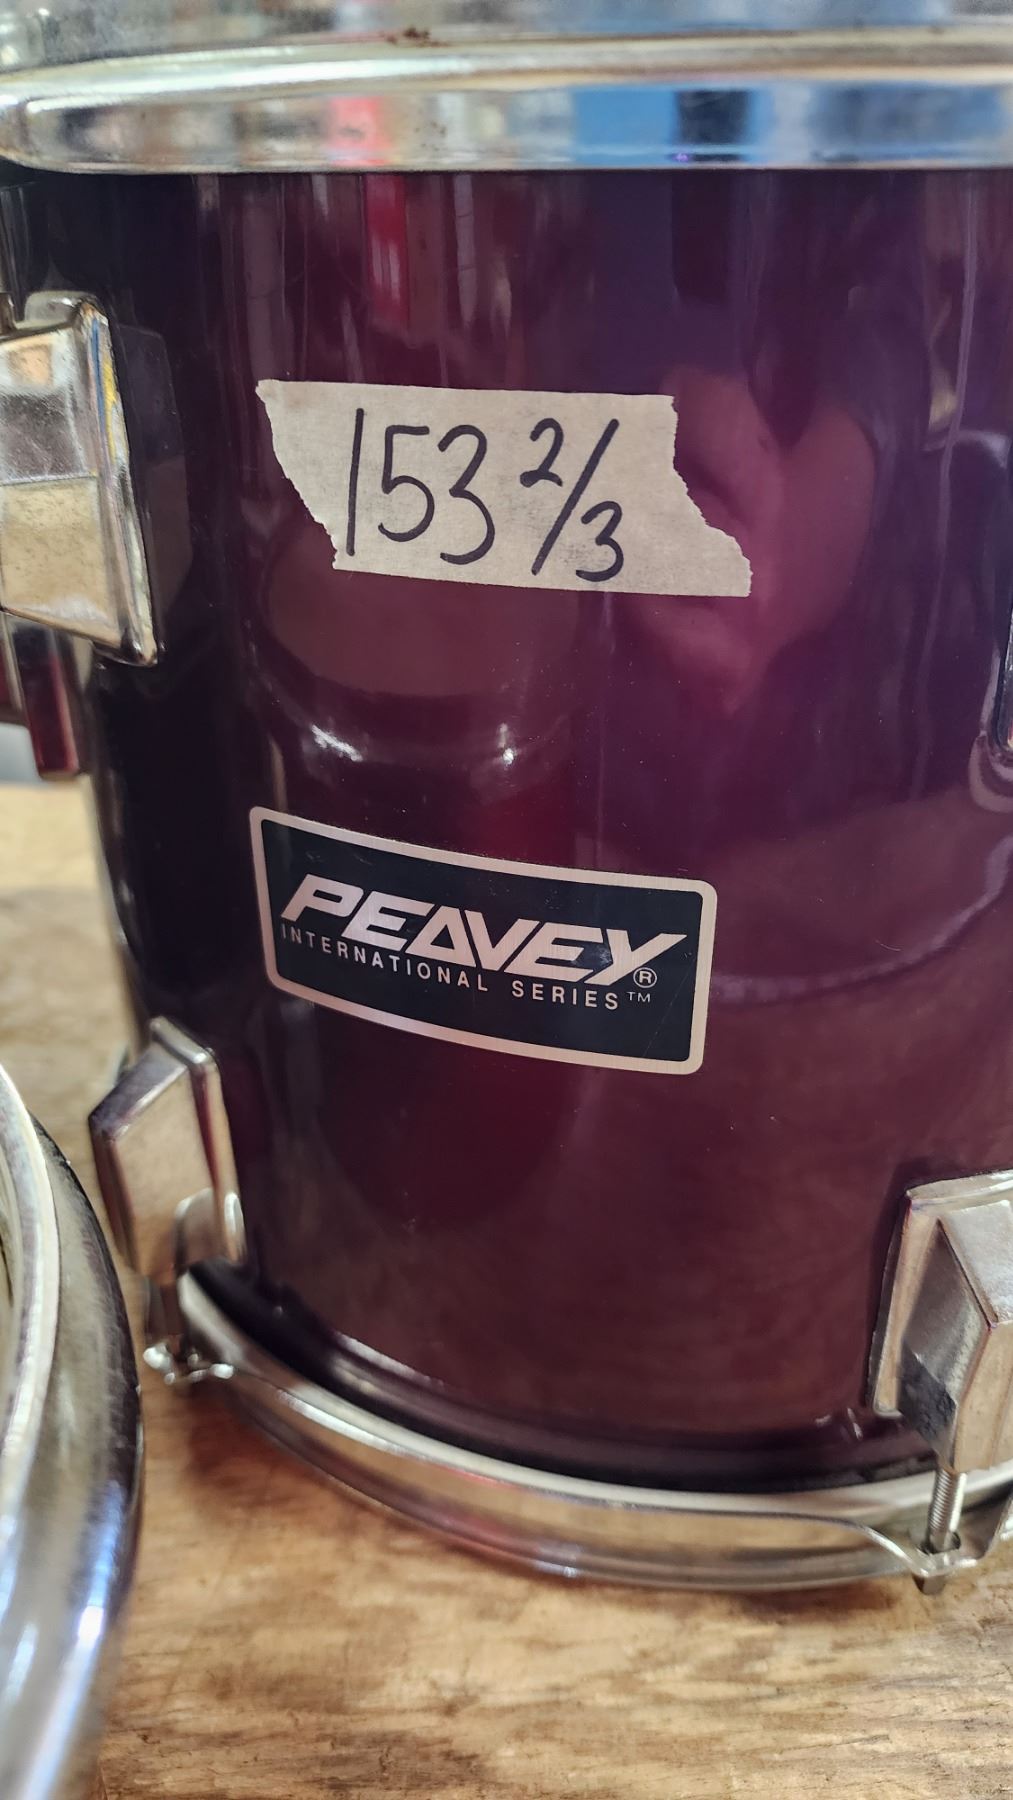 153 2/3
PEAVEY®
INTERNATIONAL SERIES™